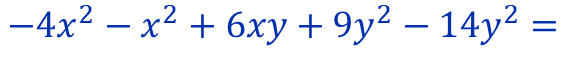 −4x² − x² + 6xy + 9y² − 14y² =